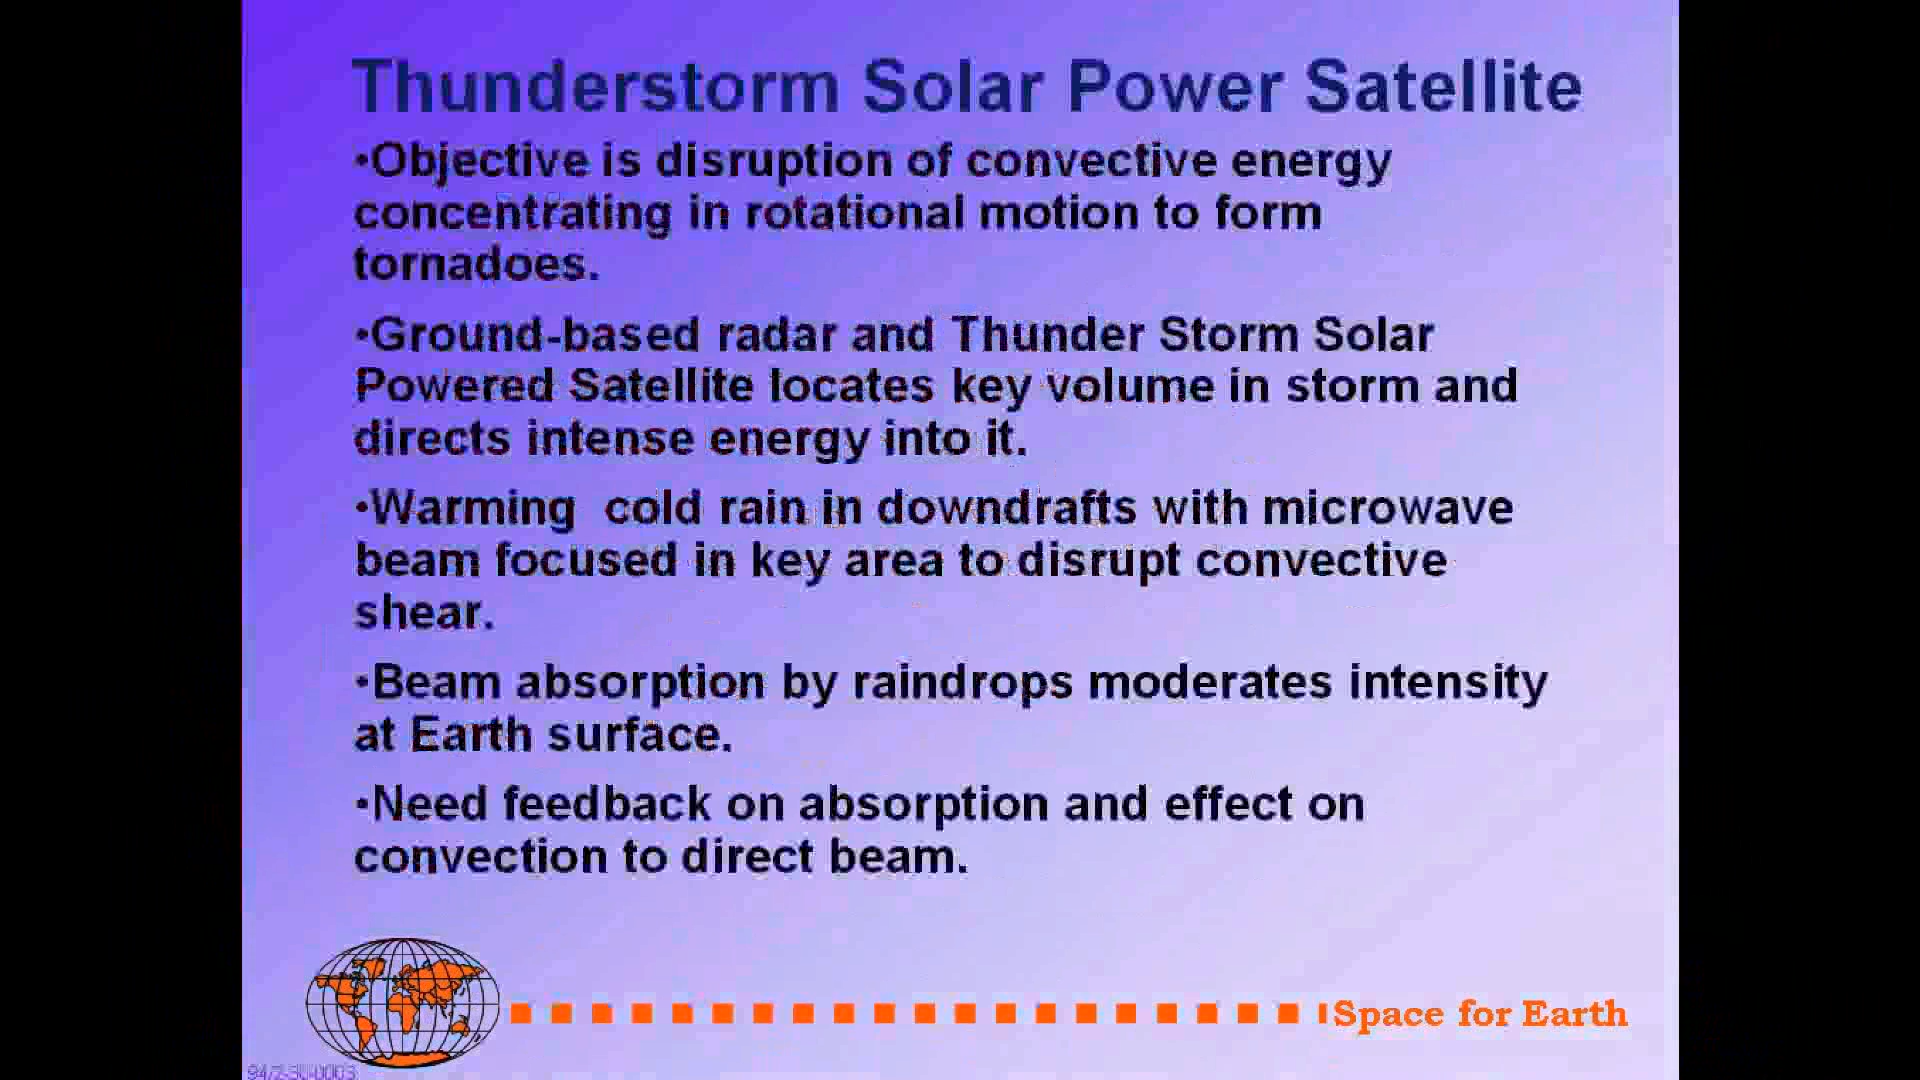 Thunderstorm Solar Power Satellite
•Objective is disruption of convective energy
concentrating in rotational motion to form
tornadoes.
•Ground-based radar and Thunder Storm Solar
Powered Satellite locates key volume in storm and
directs intense energy into it.
•Warming cold rain in downdrafts with microwave
beam focused in key area to disrupt convective
shear.
•Beam absorption by raindrops moderates intensity
at Earth surface.
•Need feedback on absorption and effect on
convection to direct beam.
Space for Earth